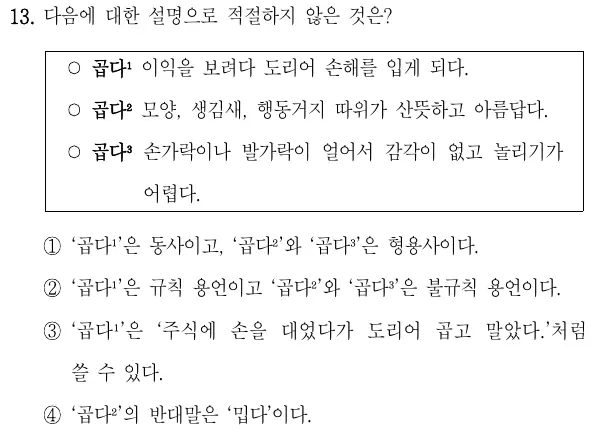 13. 다음에 대한 설명으로 적절하지 않은 것은?
○ 곱다¹ 이익을 보려다 도리어 손해를 입게 되다.
○ 곱다² 모양, 생김새, 행동거지 따위가 산뜻하고 아름답다.
○ 곱다³ 손가락이나 발가락이 얼어서 감각이 없고 놀리기가
어렵다.
① ‘곱다¹’은 동사이고, ‘곱다²’와 ‘곱다³’은 형용사이다.
② ‘곱다¹’은 규칙 용언이고 ‘곱다²’와 ‘곱다³’은 불규칙 용언이다.
③ ‘곱다¹’은 ‘주식에 손을 대었다가 도리어 곱고 말았다.’처럼
쓸 수 있다.
④ ‘곱다²’의 반대말은 ‘밉다’이다.